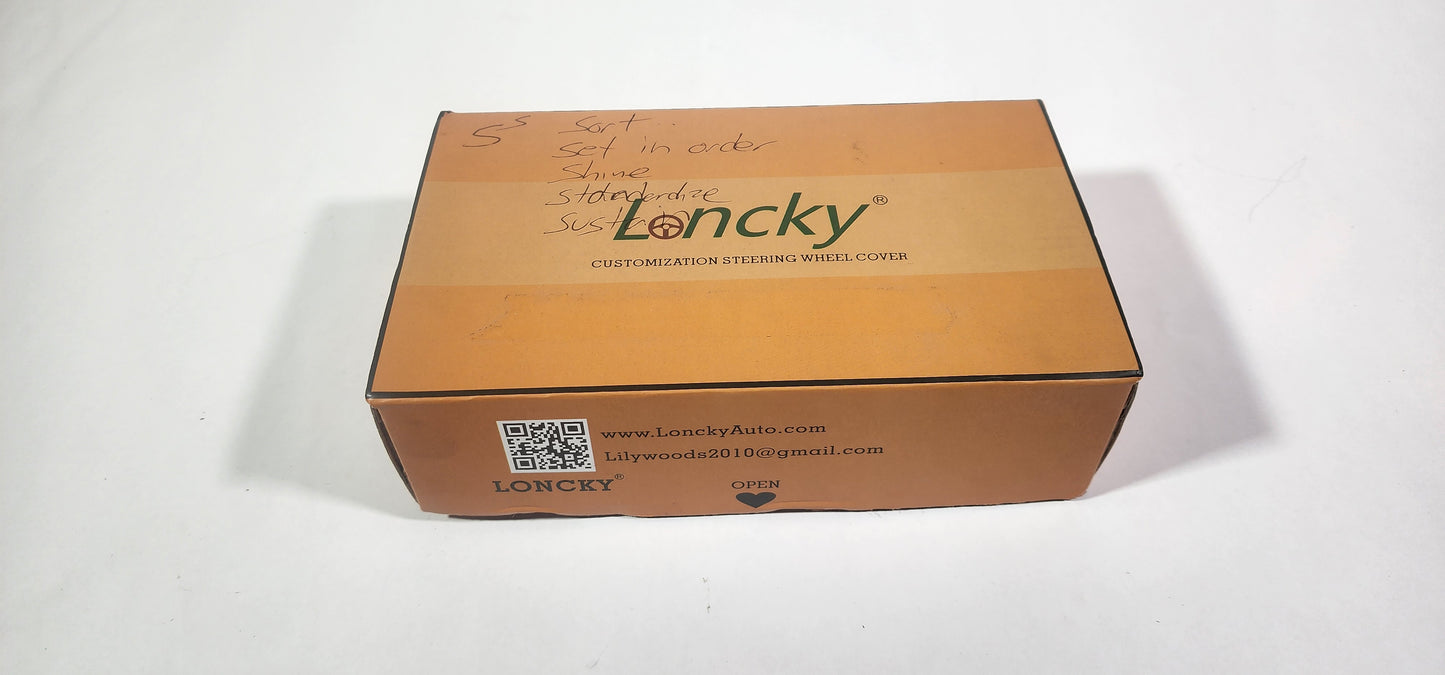 5s Sort...
Set in order
Shine
Standerdize
Sustain
Loncky®
CUSTOMIZATION STEERING WHEEL COVER
www.LonckyAuto.com
Lilywoods2010@gmail.com
LONCKY®
OPEN